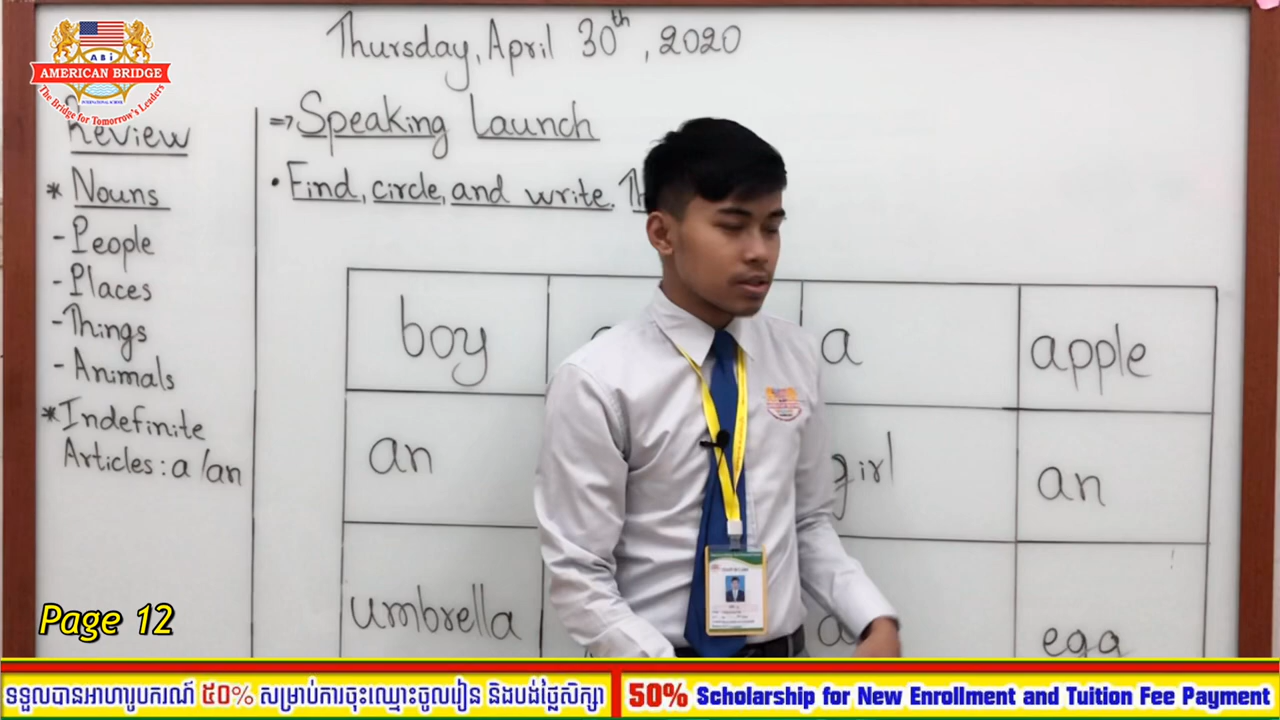 ABi
AMERICAN BRIDGE
INTERNATIONAL SCHOOL
The Bridge for Tomorrow's Leaders
Thursday, April 30th, 2020
Review
* Nouns
- People
- Places
- Things
- Animals
* Indefinite
Articles: a/an
⇒ Speaking Launch
• Find, circle, and write.
boy
a
apple
an
girl
an
umbrella
a
egg
Page 12
ទទួលបានអាហារូបករណ៍ ៥០% សម្រាប់ការចុះឈ្មោះចូលរៀន និងបង់ថ្លៃសិក្សា
50% Scholarship for New Enrollment and Tuition Fee Payment